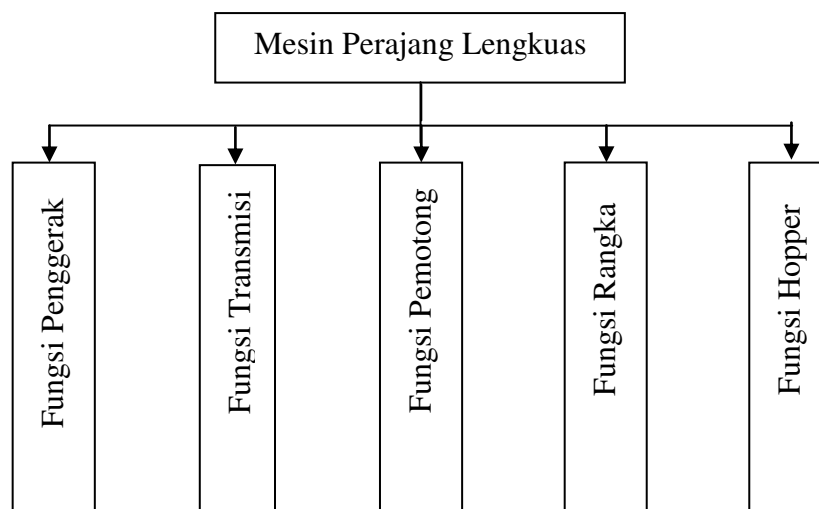 Mesin Perajang Lengkuas
Fungsi Penggerak
Fungsi Transmisi
Fungsi Pemotong
Fungsi Rangka
Fungsi Hopper